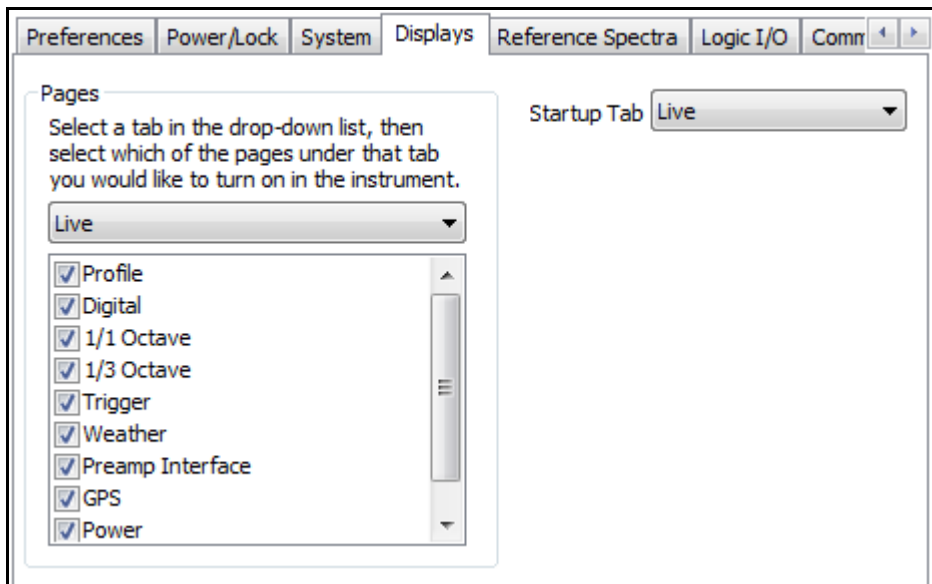 Preferences Power/Lock System Displays Reference Spectra Logic I/O Comm
Pages
Select a tab in the drop-down list, then
select which of the pages under that tab
you would like to turn on in the instrument.
Live
Profile
Digital
1/1 Octave
1/3 Octave
Trigger
Weather
Preamp Interface
GPS
Power
Startup Tab Live